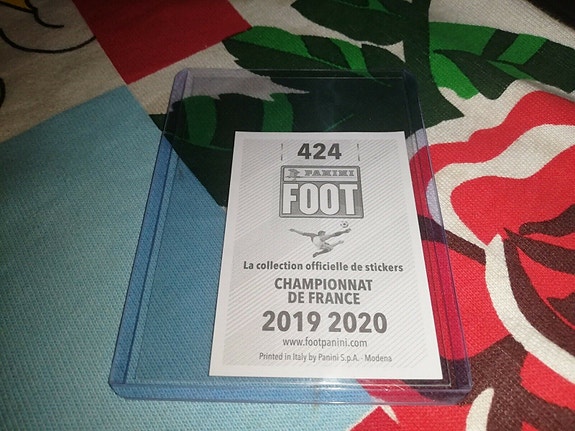 424
PANINI
FOOT
La collection officielle de stickers
CHAMPIONNAT
DE FRANCE
2019 2020
www.footpanini.com
Printed in Italy by Panini S.p.A. - Modena